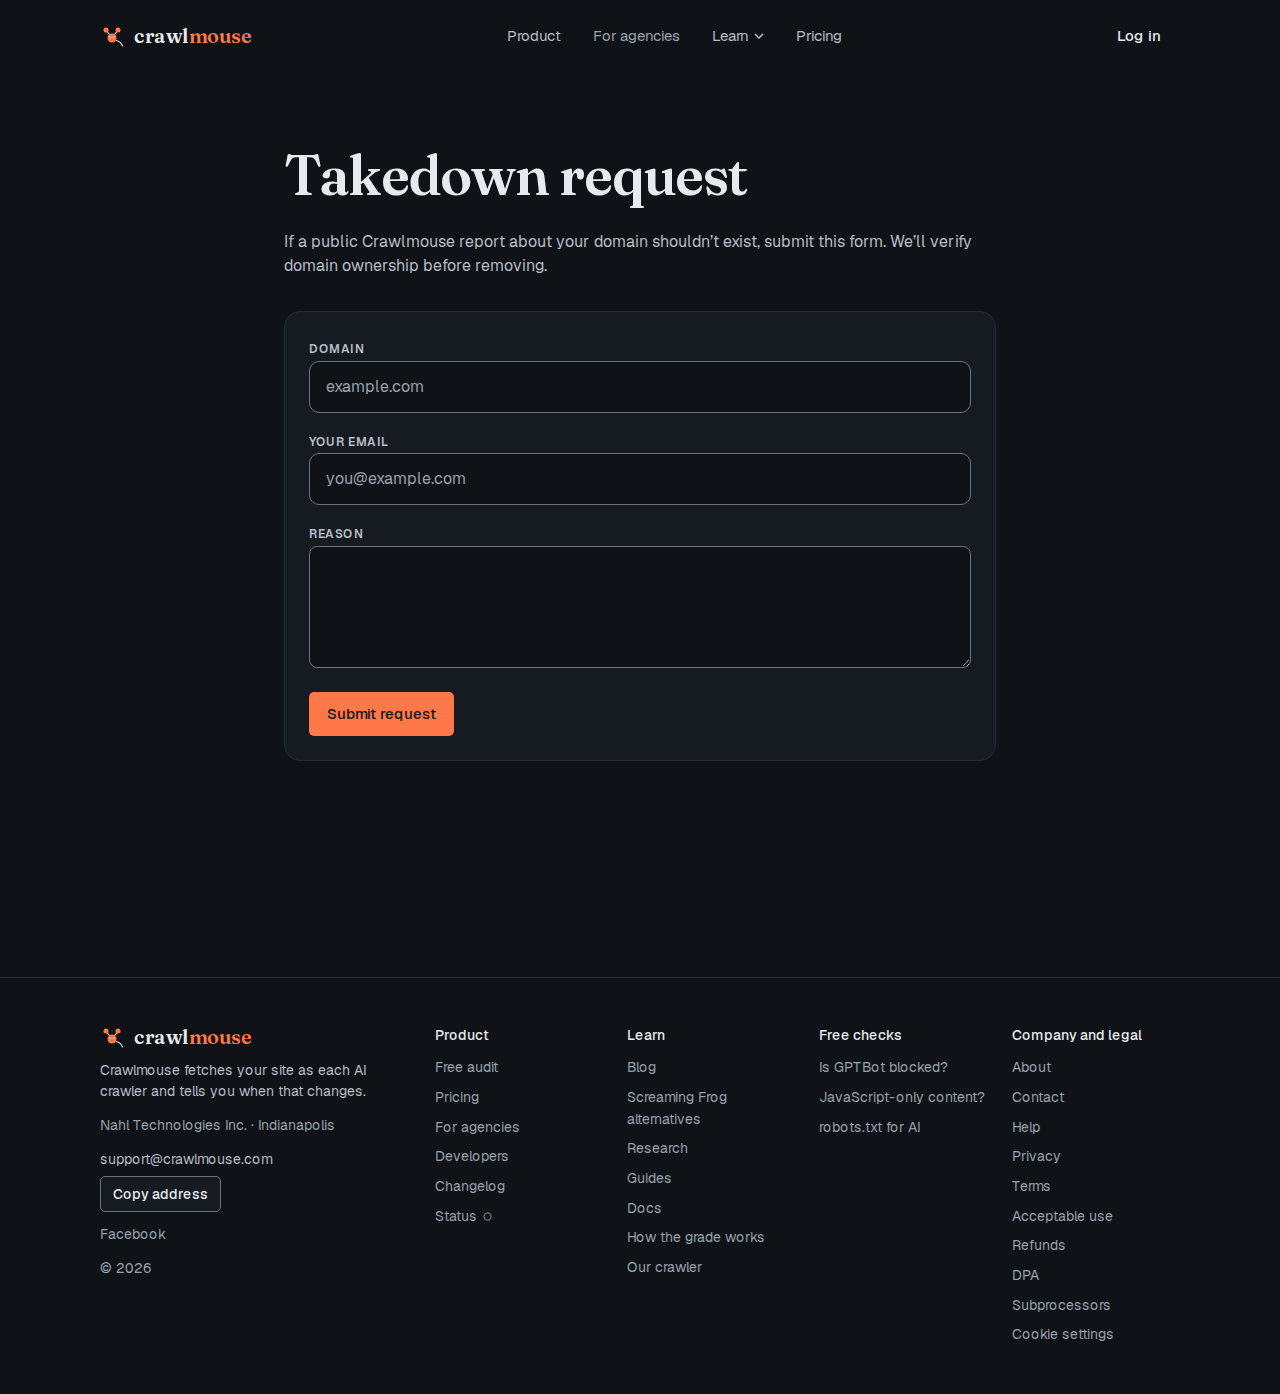 crawlmouse
Product
For agencies
Learn
Pricing
Log in
Takedown request
If a public Crawlmouse report about your domain shouldn’t exist, submit this form. We’ll verify
domain ownership before removing.
DOMAIN
example.com
YOUR EMAIL
you@example.com
REASON
Submit request
crawlmouse
Crawlmouse fetches your site as each AI
crawler and tells you when that changes.
Nahl Technologies Inc. · Indianapolis
support@crawlmouse.com
Copy address
Facebook
© 2026
Product
Free audit
Pricing
For agencies
Developers
Changelog
Status
Learn
Blog
Screaming Frog
alternatives
Research
Guides
Docs
How the grade works
Our crawler
Free checks
Is GPTBot blocked?
JavaScript-only content?
robots.txt for AI
Company and legal
About
Contact
Help
Privacy
Terms
Acceptable use
Refunds
DPA
Subprocessors
Cookie settings